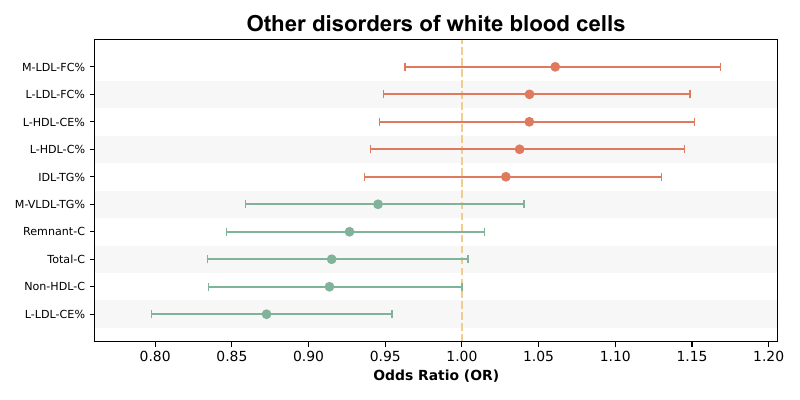 Other disorders of white blood cells
M-LDL-FC%
L-LDL-FC%
L-HDL-CE%
L-HDL-C%
IDL-TG%
M-VLDL-TG%
Remnant-C
Total-C
Non-HDL-C
L-LDL-CE%
0.80 0.85 0.90 0.95 1.00 1.05 1.10 1.15 1.20
Odds Ratio (OR)